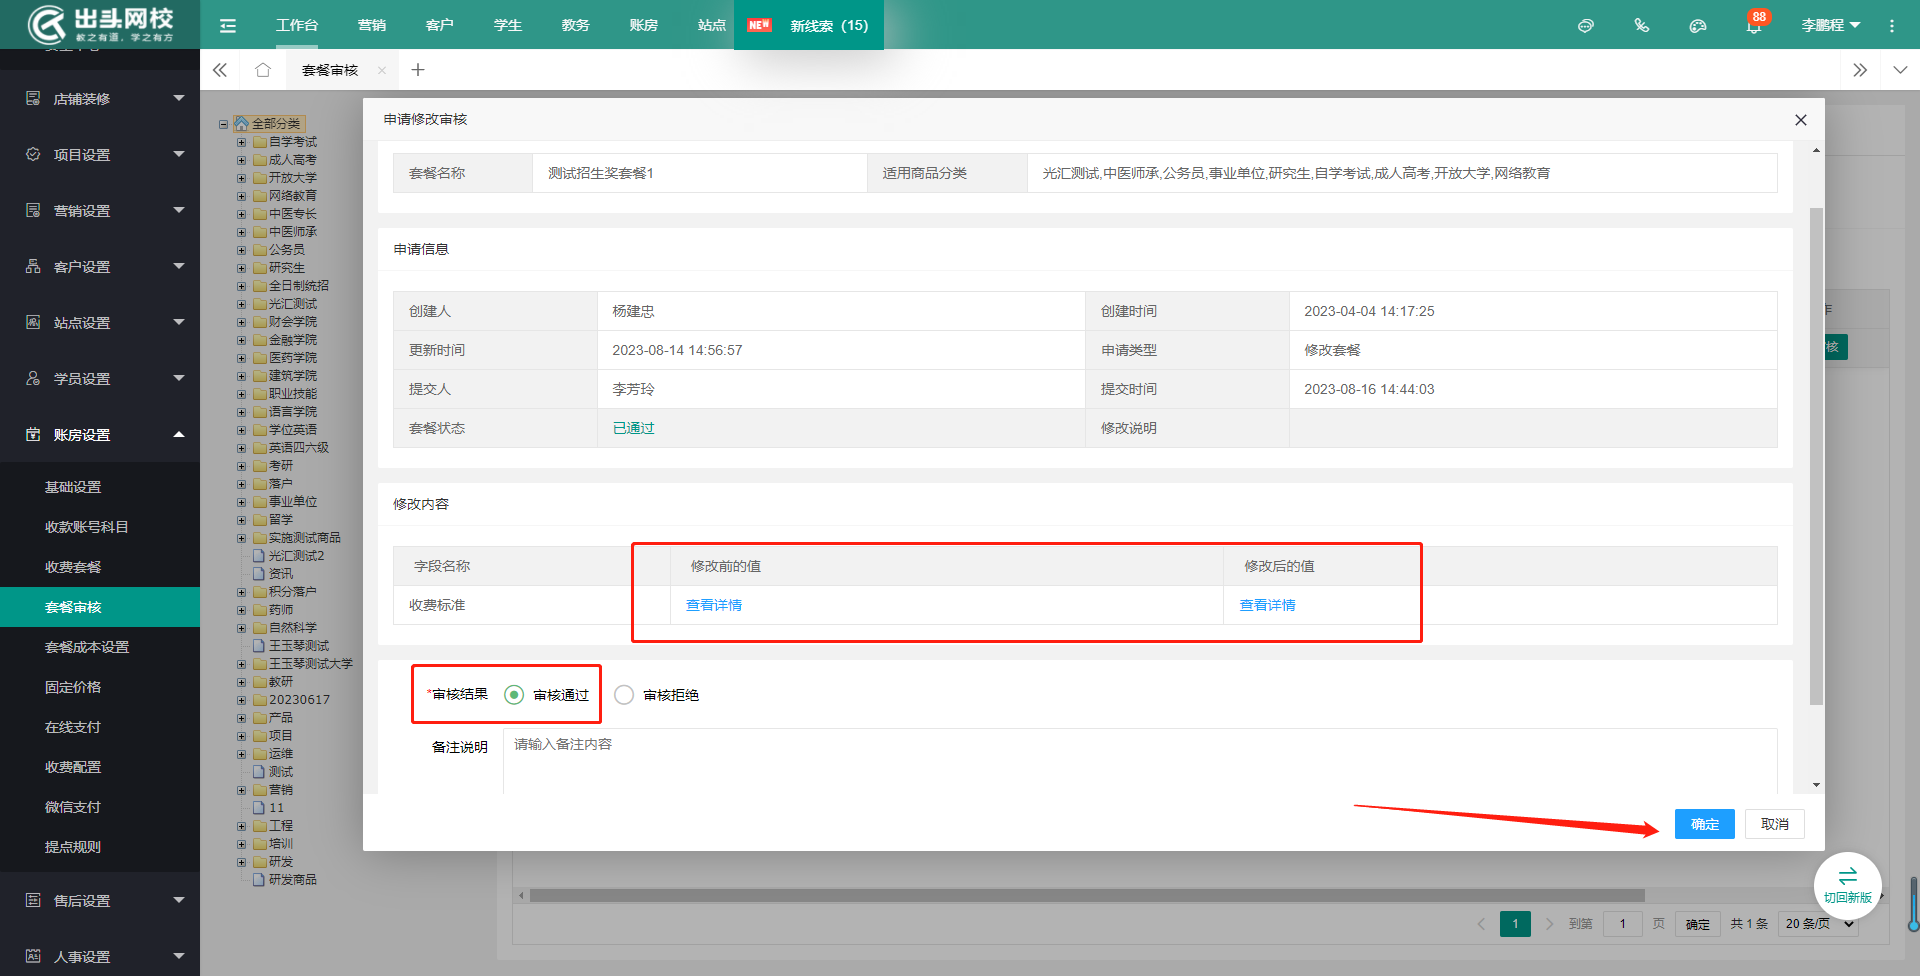 出头网校
教之有道, 学之有方
工作台
营销
客户
学生
教务
账房
站点
NEW
新线索（15）
88
李鹏程
套餐审核
店铺装修
项目设置
营销设置
客户设置
站点设置
学员设置
账房设置
基础设置
收款账号科目
收费套餐
套餐审核
套餐成本设置
固定价格
在线支付
收费配置
微信支付
提点规则
售后设置
人事设置
全部分类
自学考试
成人高考
开放大学
网络教育
中医专长
中医师承
公务员
研究生
全日制统招
光汇测试
财会学院
金融学院
医药学院
建筑学院
职业技能
语言学院
学位英语
英语四六级
考研
落户
事业单位
留学
实施测试商品
光汇测试2
资讯
积分落户
药师
自然科学
王玉琴测试
王玉琴测试大学
教研
20230617
产品
项目
运维
测试
营销
11
工程
培训
研发
研发商品
申请修改审核
套餐名称
测试招生奖套餐1
适用商品分类
光汇测试,中医师承,公务员,事业单位,研究生,自学考试,成人高考,开放大学,网络教育
申请信息
创建人
杨建忠
创建时间
2023-04-04 14:17:25
更新时间
2023-08-14 14:56:57
申请类型
修改套餐
提交人
李芳玲
提交时间
2023-08-16 14:44:03
套餐状态
已通过
修改说明
修改内容
字段名称
修改前的值
修改后的值
收费标准
查看详情
查看详情
*审核结果
审核通过
审核拒绝
备注说明
请输入备注内容
确定
取消
核
切回新版
1
到第
1
页
确定
共 1 条
20 条/页